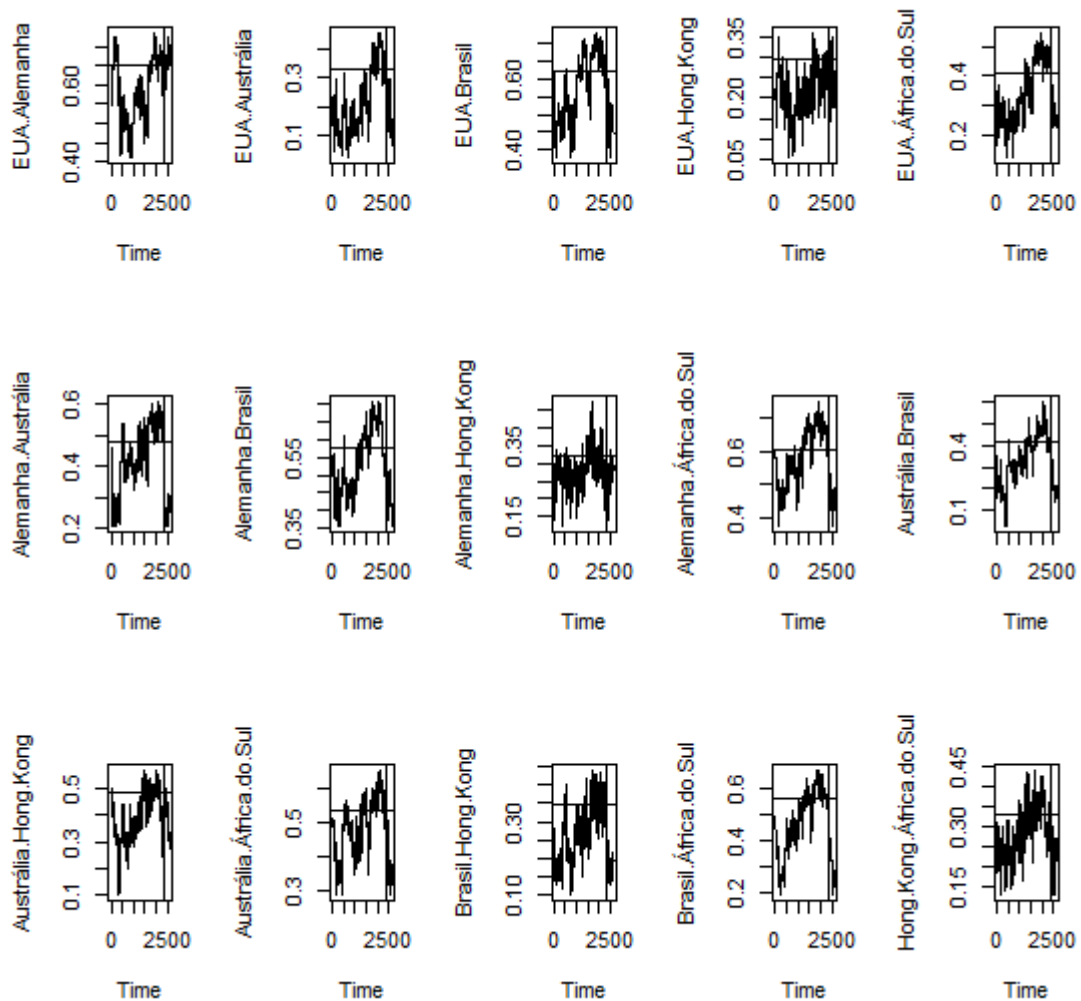 EUA.Alemanha
0.40 0.60
0 2500
Time
EUA.Austrália
0.1 0.3
0 2500
Time
EUA.Brasil
0.40 0.60
0 2500
Time
EUA.Hong.Kong
0.05 0.20 0.35
0 2500
Time
EUA.África.do.Sul
0.2 0.4
0 2500
Time
Alemanha.Austrália
0.2 0.4 0.6
0 2500
Time
Alemanha.Brasil
0.35 0.55
0 2500
Time
Alemanha.Hong.Kong
0.15 0.35
0 2500
Time
Alemanha.África.do.Sul
0.4 0.6
0 2500
Time
Austrália.Brasil
0.1 0.4
0 2500
Time
Austrália.Hong.Kong
0.1 0.3 0.5
0 2500
Time
Austrália.África.do.Sul
0.3 0.5
0 2500
Time
Brasil.Hong.Kong
0.10 0.30
0 2500
Time
Brasil.África.do.Sul
0.2 0.4 0.6
0 2500
Time
Hong.Kong.África.do.Sul
0.15 0.30 0.45
0 2500
Time